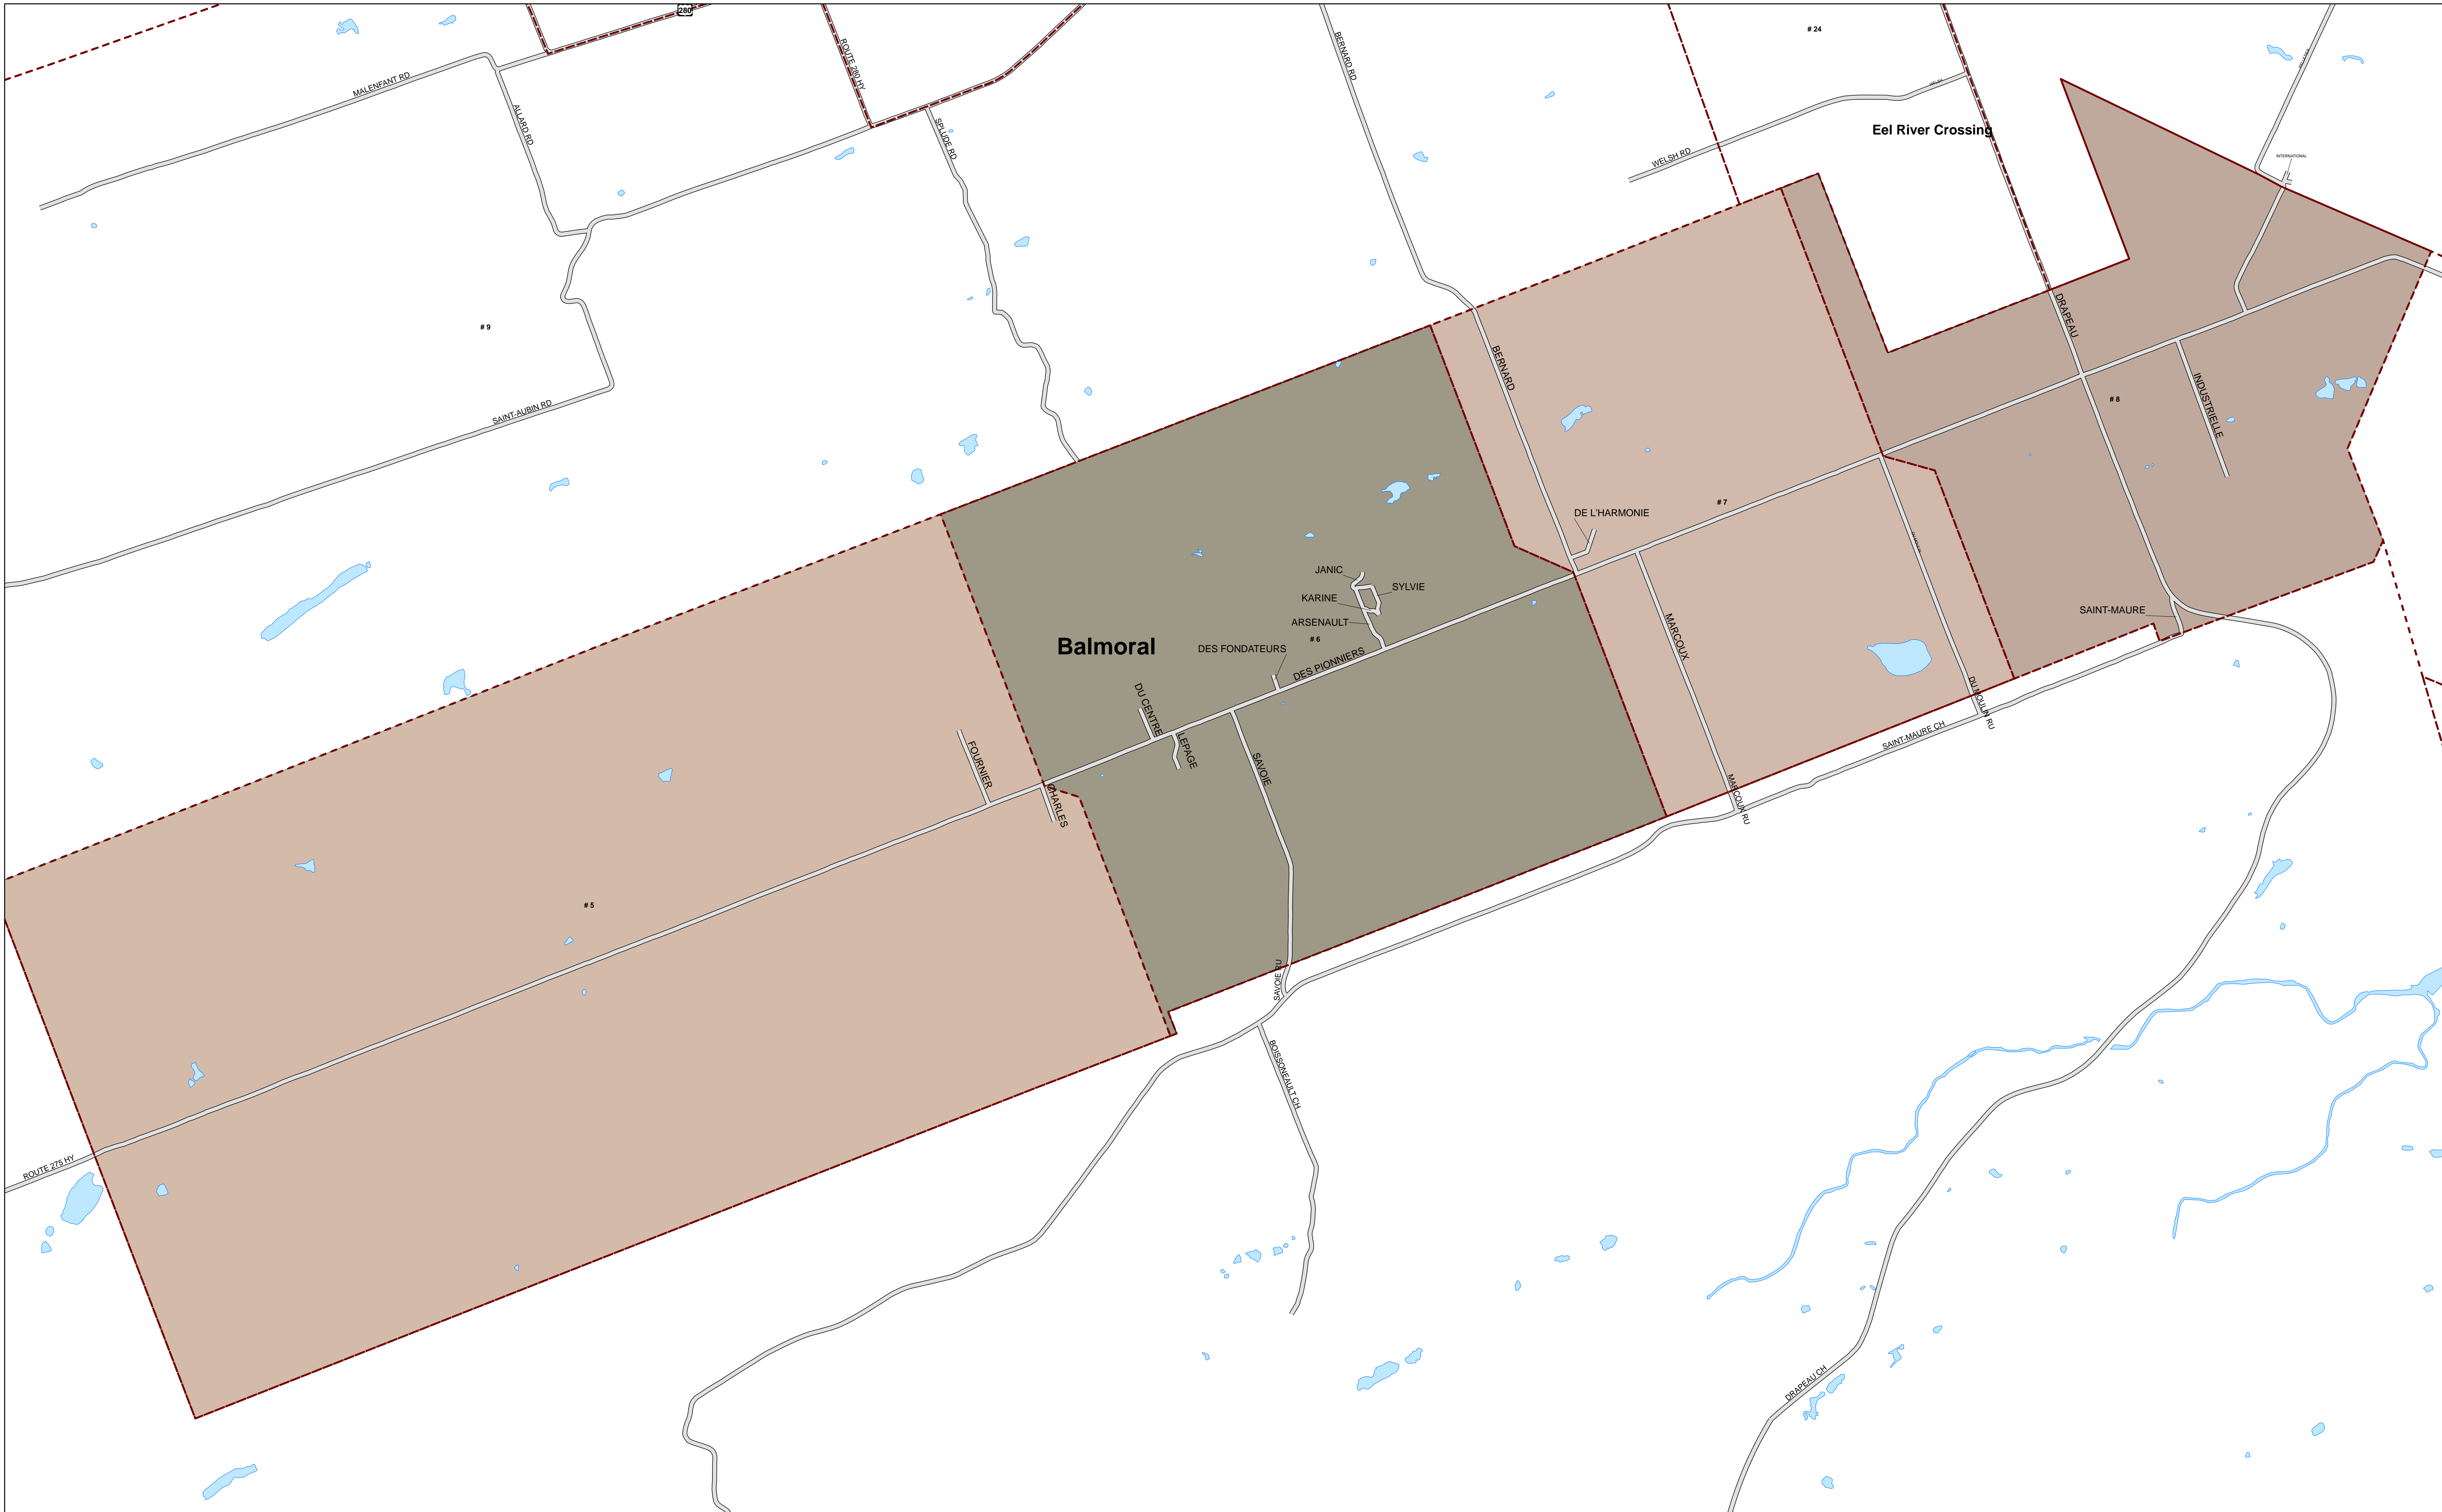 280
# 24
ROUTE 280 HY
BERNARD RD
MALENFANT RD
WELSH
ALLARD RD
SPLUDE RD
Eel River Crossing
WELSH RD
INTERNATIONAL
# 9
DRAPEAU
BERNARD
# 8
INDUSTRIELLE
SAINT-AUBIN RD
# 7
DE L'HARMONIE
JANIC
SYLVIE
KARINE
SAINT-MAURE
ARSENAULT
MARCOUX
# 6
Balmoral
DES FONDATEURS
DES PIONNIERS
DU CENTRE
DU MOULIN RU
LEPAGE
SAVOIE
SAINT-MAURE CH
FOURNIER
CHARLES
MARCOUX RU
# 5
SAVOIE RU
BOISSONEAULT CH
ROUTE 275 HY
DRAPEAU CH